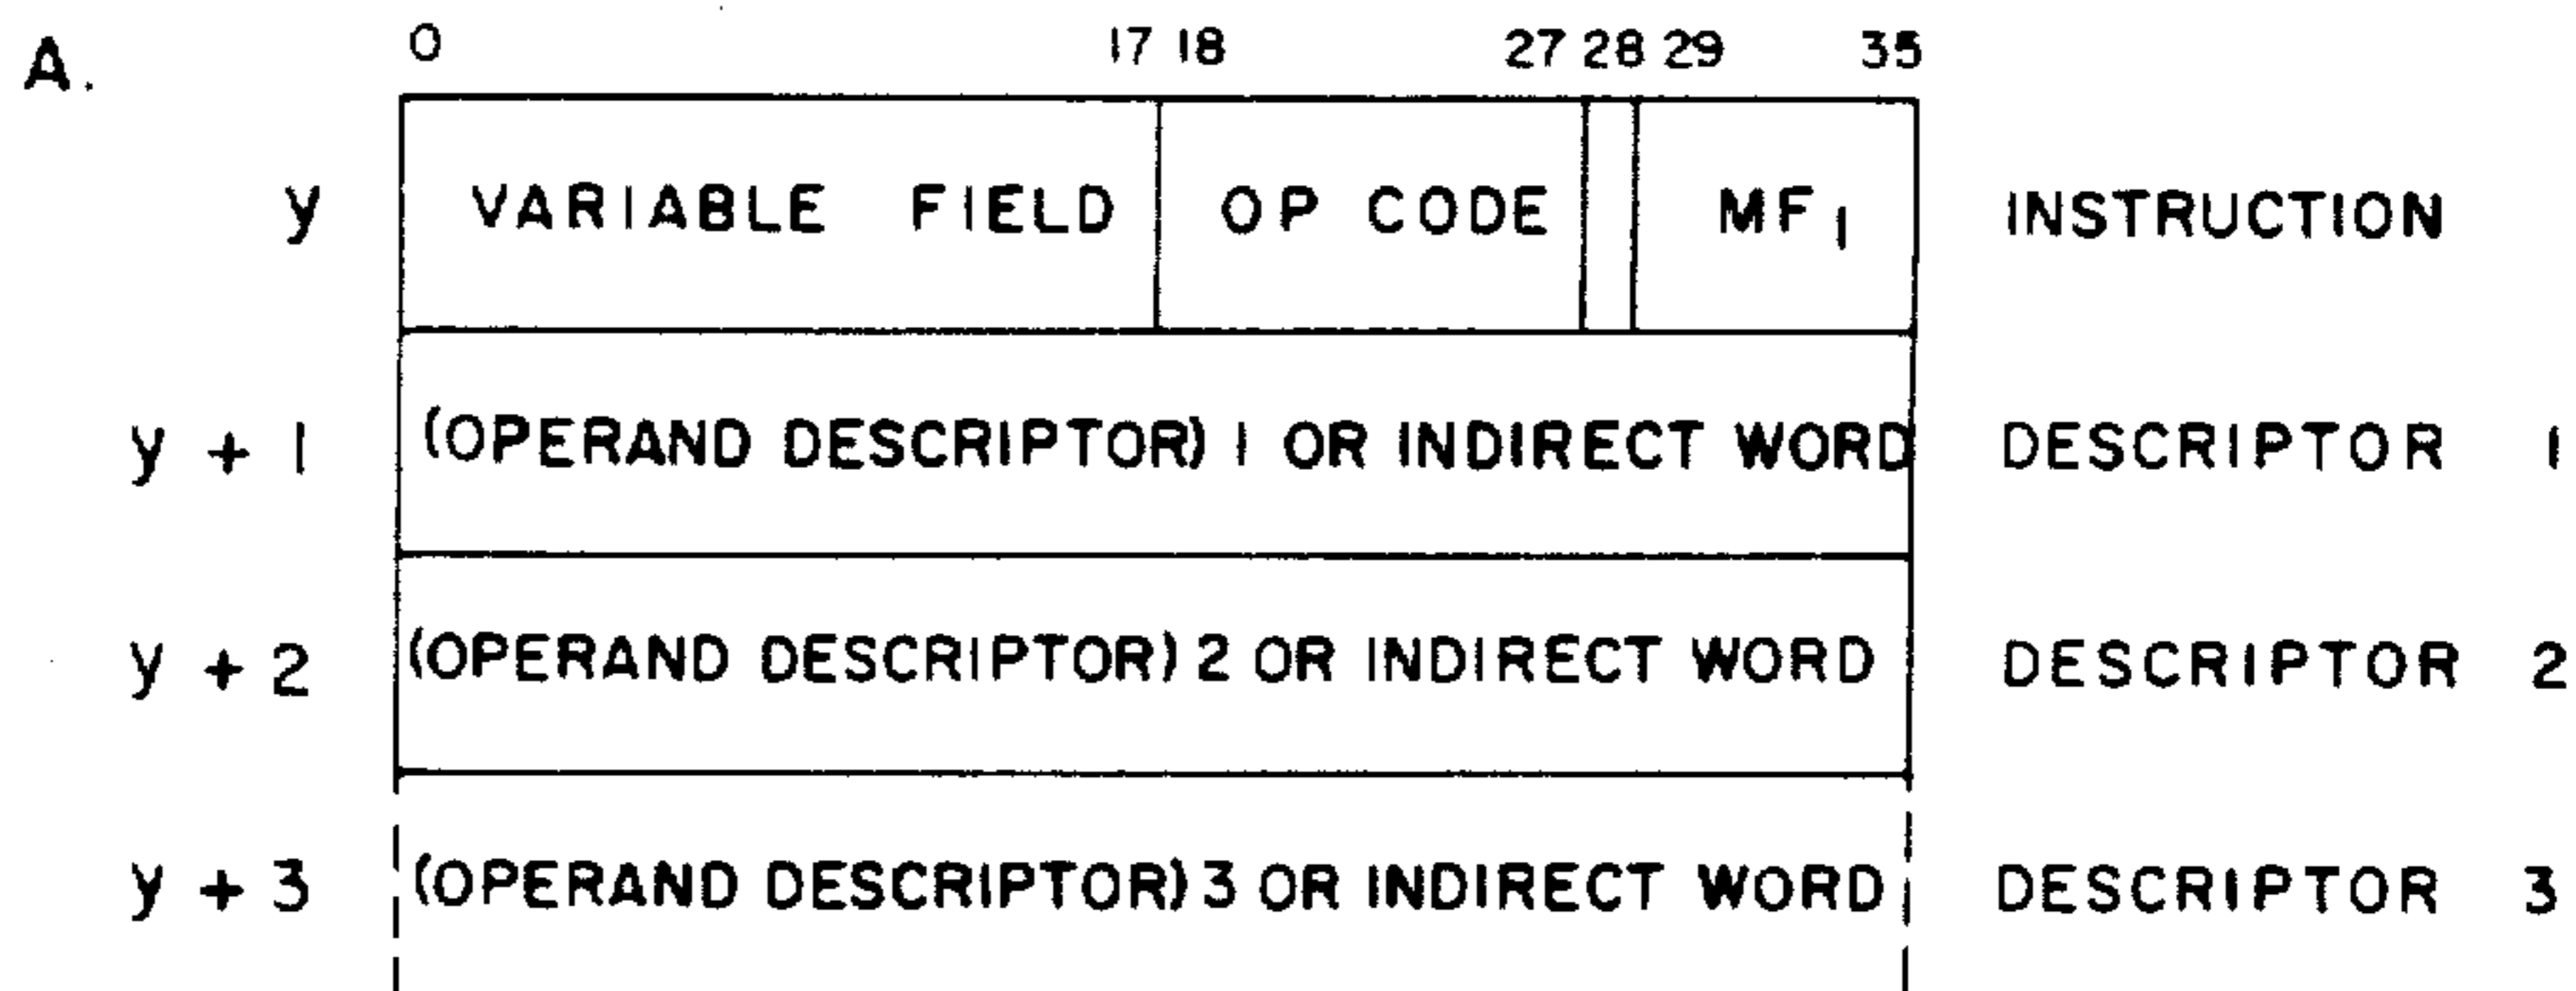 A. 0 17 18 27 28 29 35
y VARIABLE FIELD OP CODE MF1 INSTRUCTION
y + 1 (OPERAND DESCRIPTOR) 1 OR INDIRECT WORD DESCRIPTOR 1
y + 2 (OPERAND DESCRIPTOR) 2 OR INDIRECT WORD DESCRIPTOR 2
y + 3 (OPERAND DESCRIPTOR) 3 OR INDIRECT WORD DESCRIPTOR 3